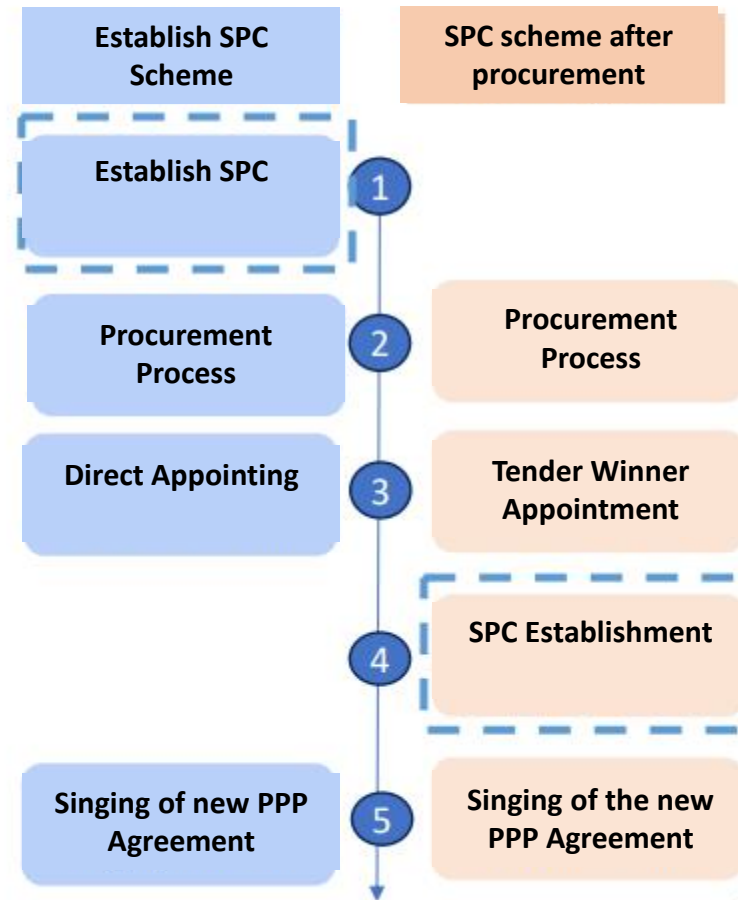 Establish SPC
Scheme
SPC scheme after
procurement
Establish SPC
1
Procurement
Process
2
Procurement
Process
Direct Appointing
3
Tender Winner
Appointment
4
SPC Establishment
Singing of new PPP
Agreement
5
Singing of the new
PPP Agreement